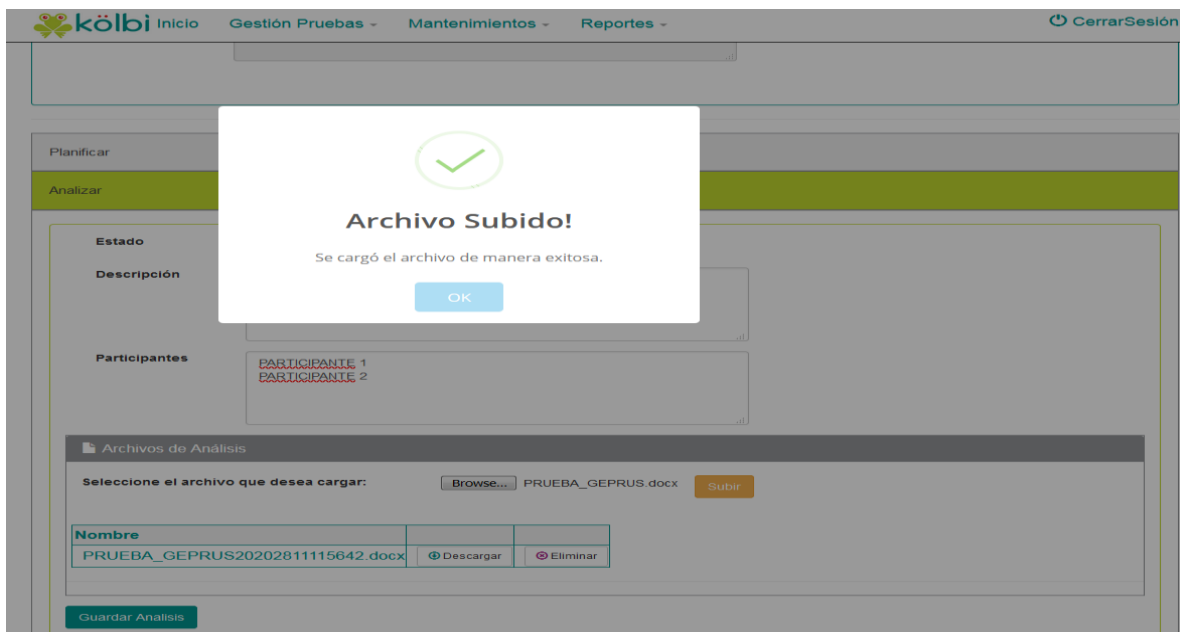 kölbi Inicio Gestión Pruebas Mantenimientos Reportes CerrarSesión
Planificar
Analizar
Archivo Subido!
Se cargó el archivo de manera exitosa.
OK
Estado
Descripción
Participantes
PARTICIPANTE 1
PARTICIPANTE 2
Archivos de Análisis
Seleccione el archivo que desea cargar: Browse... PRUEBA_GEPRUS.docx Subir
Nombre
PRUEBA_GEPRUS20202811115642.docx Descargar Eliminar
Guardar Analisis